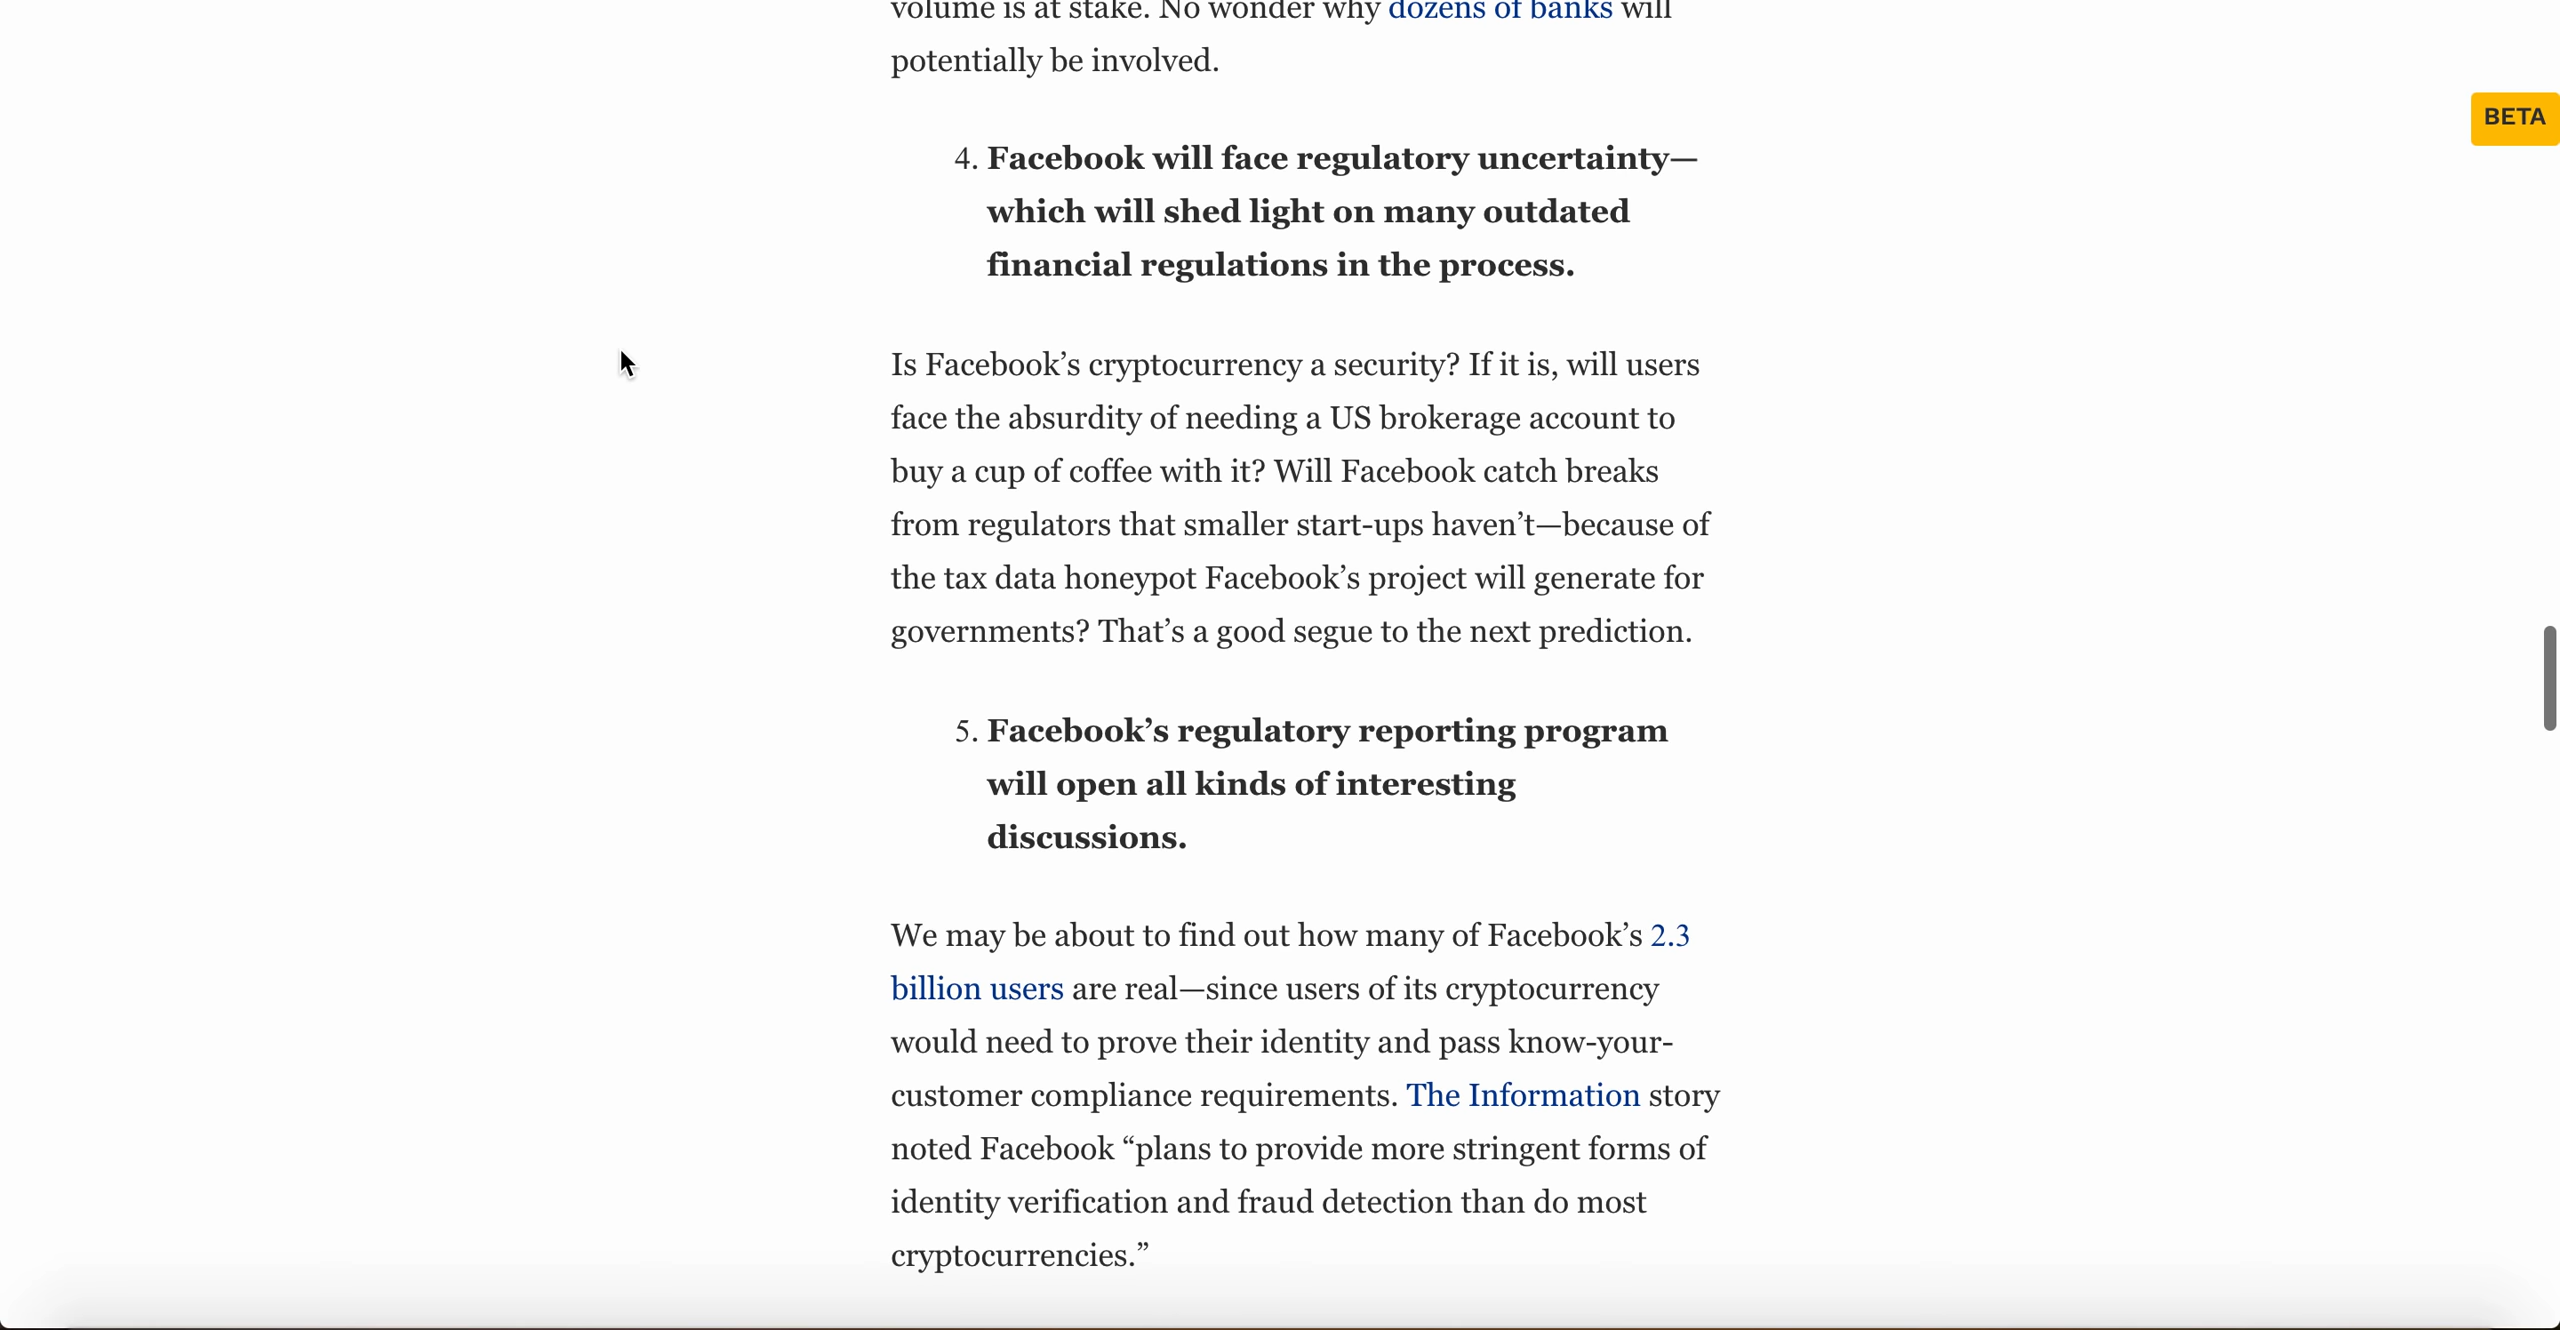 volume is at stake. No wonder why dozens of banks will
potentially be involved.
BETA
4. Facebook will face regulatory uncertainty—
which will shed light on many outdated
financial regulations in the process.
Is Facebook’s cryptocurrency a security? If it is, will users
face the absurdity of needing a US brokerage account to
buy a cup of coffee with it? Will Facebook catch breaks
from regulators that smaller start-ups haven’t—because of
the tax data honeypot Facebook’s project will generate for
governments? That’s a good segue to the next prediction.
5. Facebook’s regulatory reporting program
will open all kinds of interesting
discussions.
We may be about to find out how many of Facebook’s 2.3
billion users are real—since users of its cryptocurrency
would need to prove their identity and pass know-your-
customer compliance requirements. The Information story
noted Facebook “plans to provide more stringent forms of
identity verification and fraud detection than do most
cryptocurrencies.”